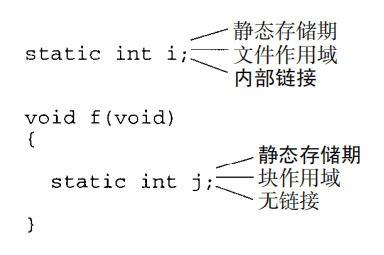 静态存储期
static int i; 文件作用域
内部链接
void f(void)
{
静态存储期
static int j; 块作用域
无链接
}